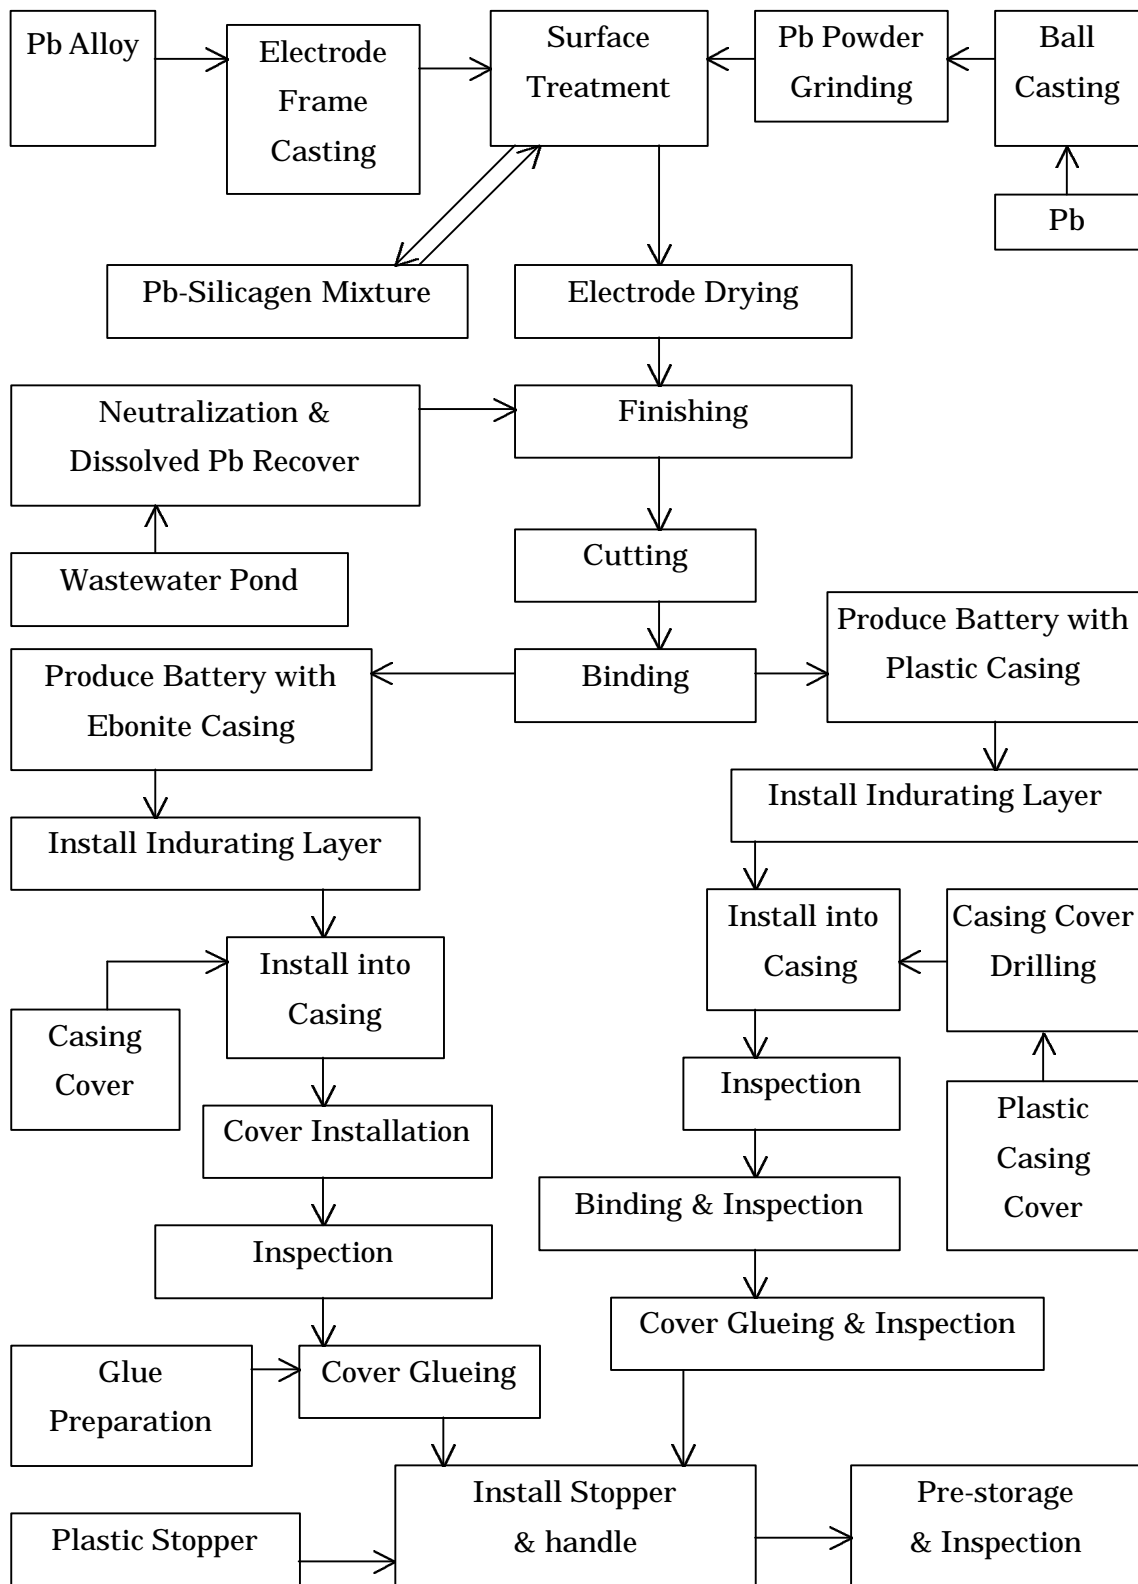 Pb Alloy
Electrode
Frame
Casting
Surface
Treatment
Pb Powder
Grinding
Ball
Casting
Pb
Pb-Silicagen Mixture
Electrode Drying
Neutralization &
Dissolved Pb Recover
Finishing
Wastewater Pond
Cutting
Produce Battery with
Ebonite Casing
Binding
Produce Battery with
Plastic Casing
Install Indurating Layer
Install Indurating Layer
Install into
Casing
Casing Cover
Drilling
Install into
Casing
Casing
Cover
Inspection
Plastic
Casing
Cover
Cover Installation
Binding & Inspection
Inspection
Cover Glueing & Inspection
Glue
Preparation
Cover Glueing
Install Stopper
& handle
Pre-storage
& Inspection
Plastic Stopper